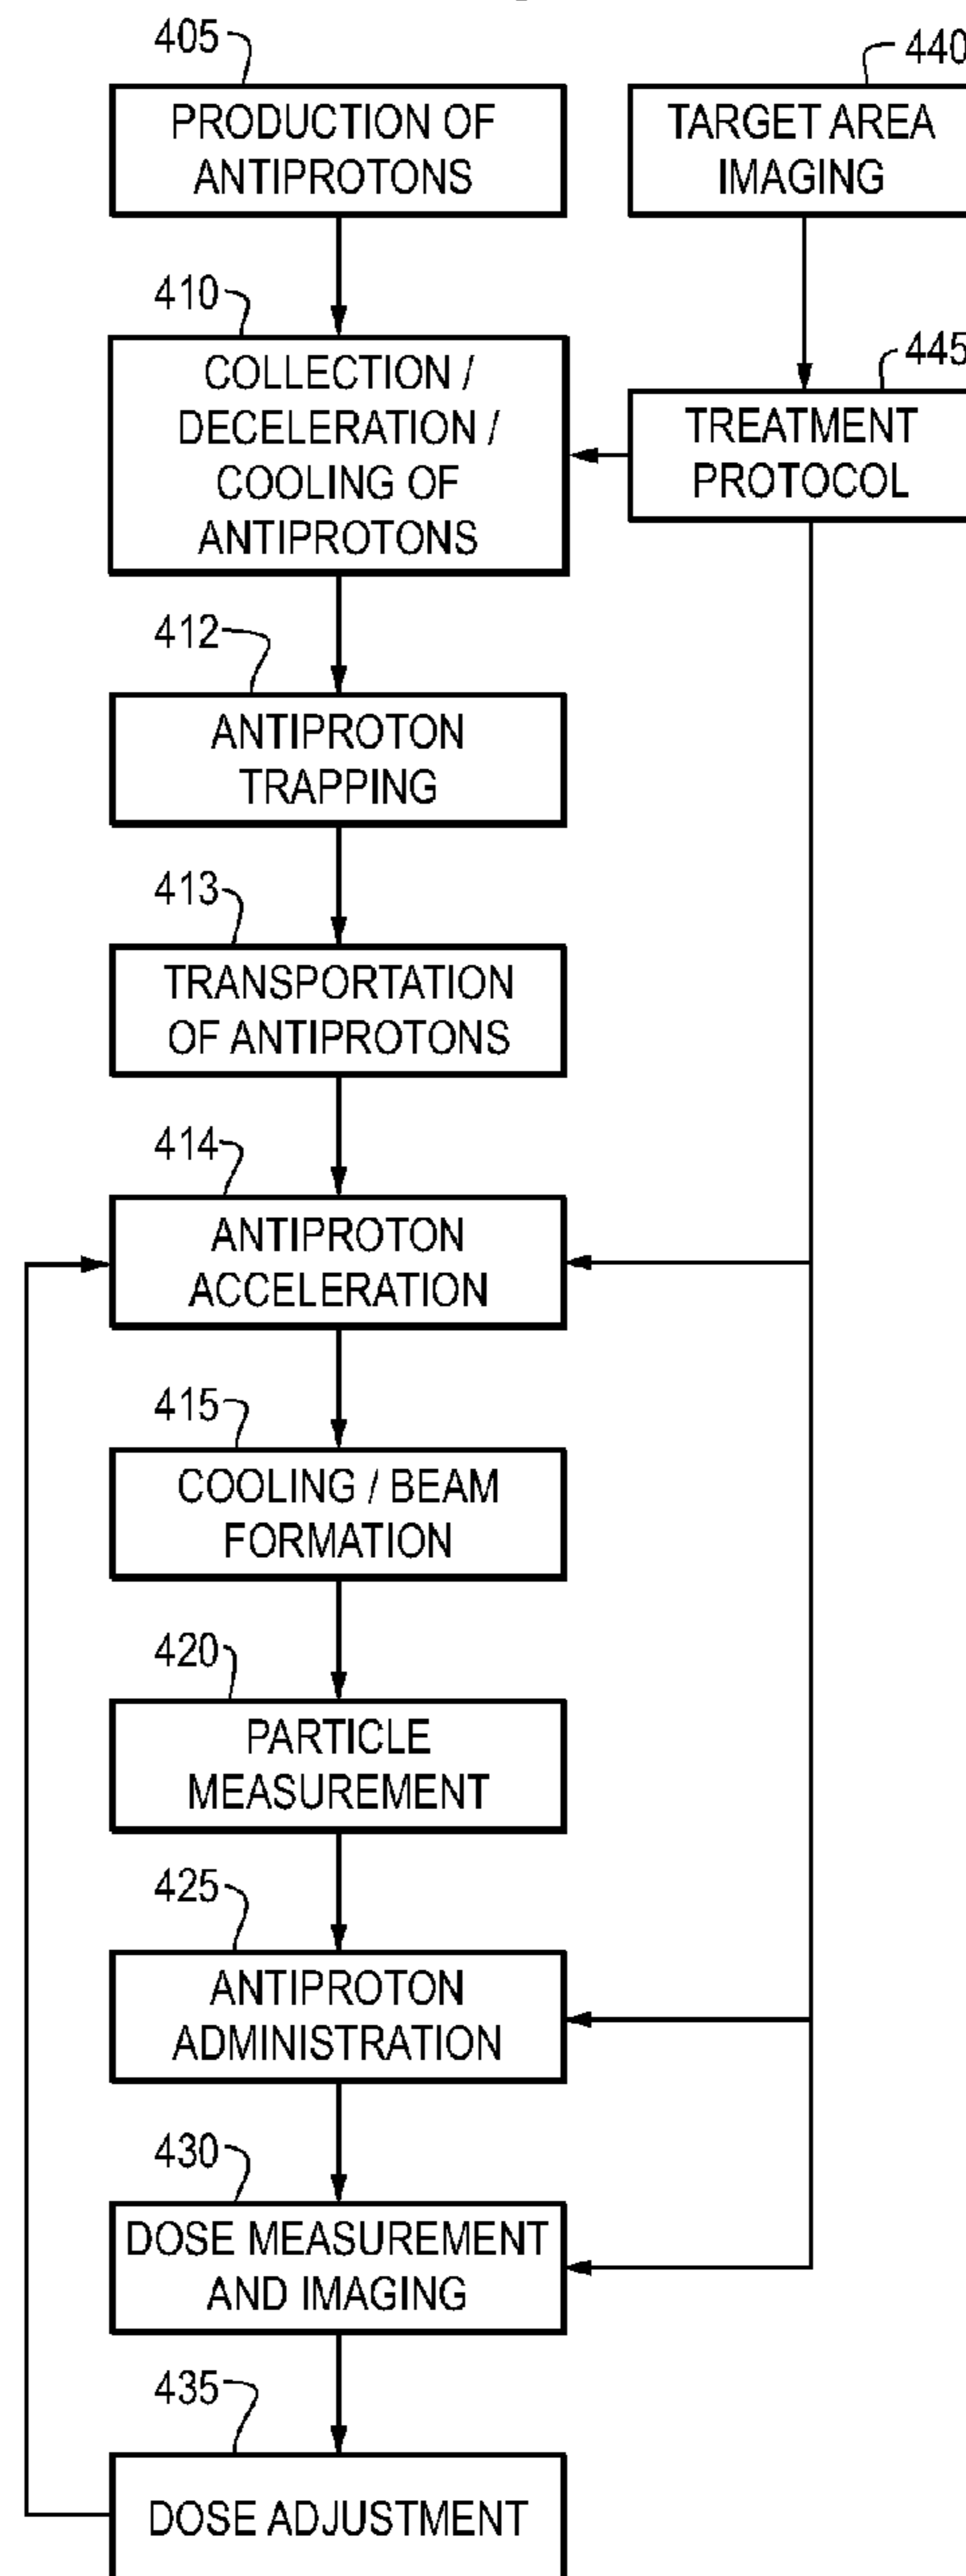 405
PRODUCTION OF
ANTIPROTONS
440
TARGET AREA
IMAGING
410
COLLECTION /
DECELERATION /
COOLING OF
ANTIPROTONS
445
TREATMENT
PROTOCOL
412
ANTIPROTON
TRAPPING
413
TRANSPORTATION
OF ANTIPROTONS
414
ANTIPROTON
ACCELERATION
415
COOLING / BEAM
FORMATION
420
PARTICLE
MEASUREMENT
425
ANTIPROTON
ADMINISTRATION
430
DOSE MEASUREMENT
AND IMAGING
435
DOSE ADJUSTMENT